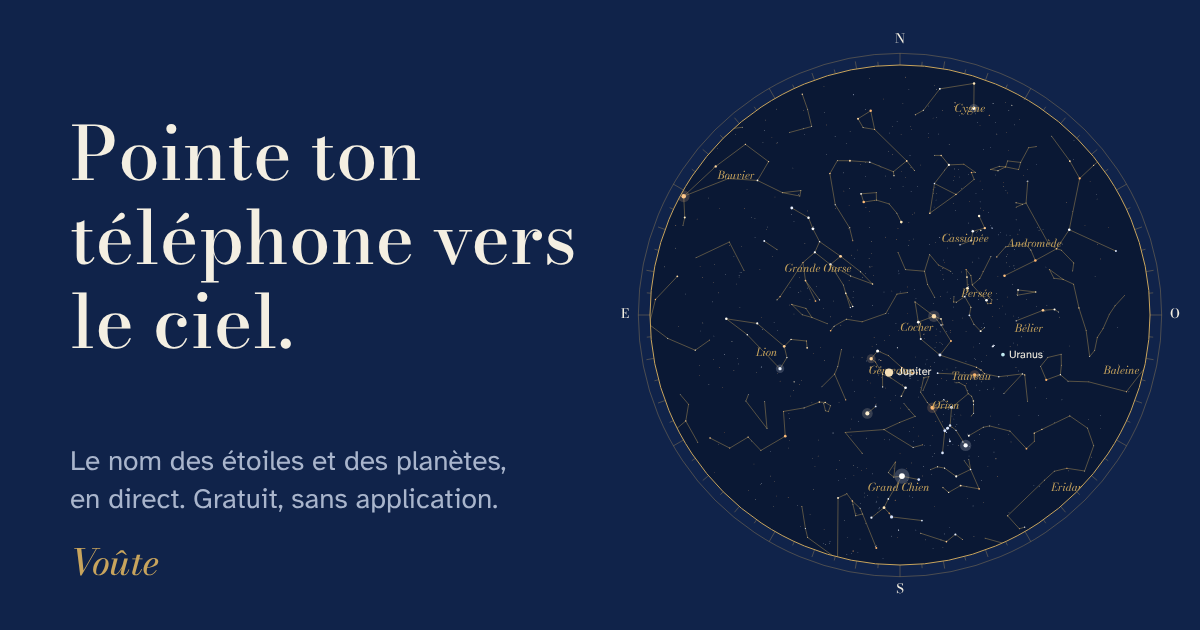 Pointe ton
téléphone vers
le ciel.
Le nom des étoiles et des planètes,
en direct. Gratuit, sans application.
Voûte
N
Cygne
Bouvier
Cassiopée
Andromède
Grande Ourse
Persée
E
O
Cocher
Bélier
Lion
Uranus
Jupiter
Taureau
Baleine
Orion
Grand Chien
Eridan
S